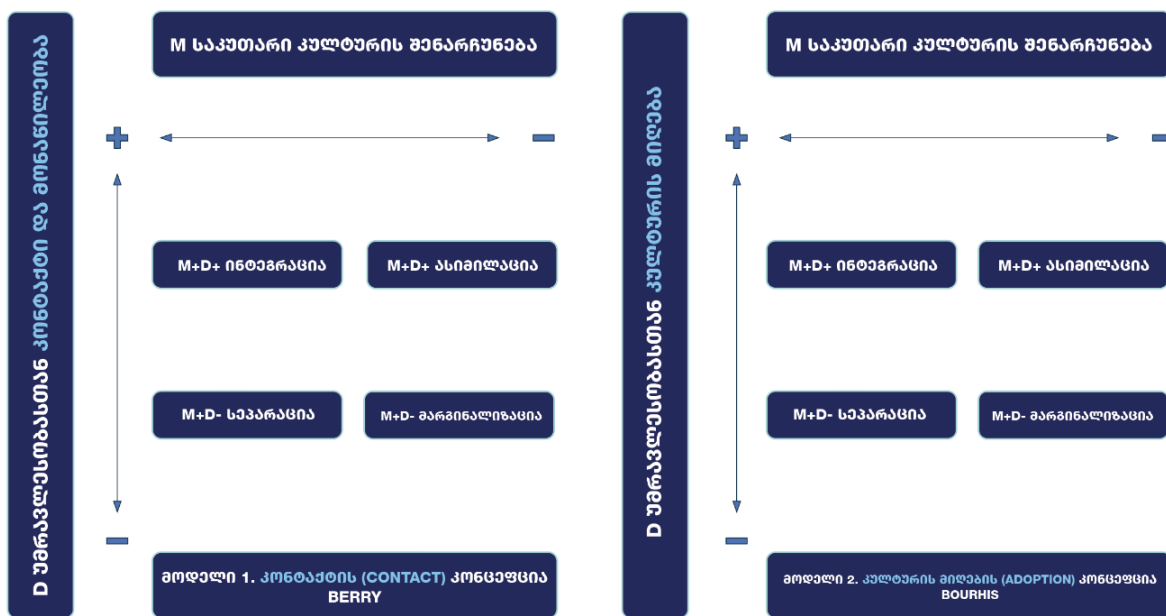 D უმრავლესობასთან კონტაქტი და მონაწილეობა
M საკუთარი კულტურის შენარჩუნება
M+D+ ინტეგრაცია
M+D+ ასიმილაცია
M+D- სეპარაცია
M+D- მარგინალიზაცია
მოდელი 1. კონტაქტის (CONTACT) კონცეფცია
BERRY
D უმრავლესობასთან კულტურის მიღება
M საკუთარი კულტურის შენარჩუნება
M+D+ ინტეგრაცია
M+D+ ასიმილაცია
M+D- სეპარაცია
M+D- მარგინალიზაცია
მოდელი 2. კულტურის მიღების (ADOPTION) კონცეფცია
BOURHIS